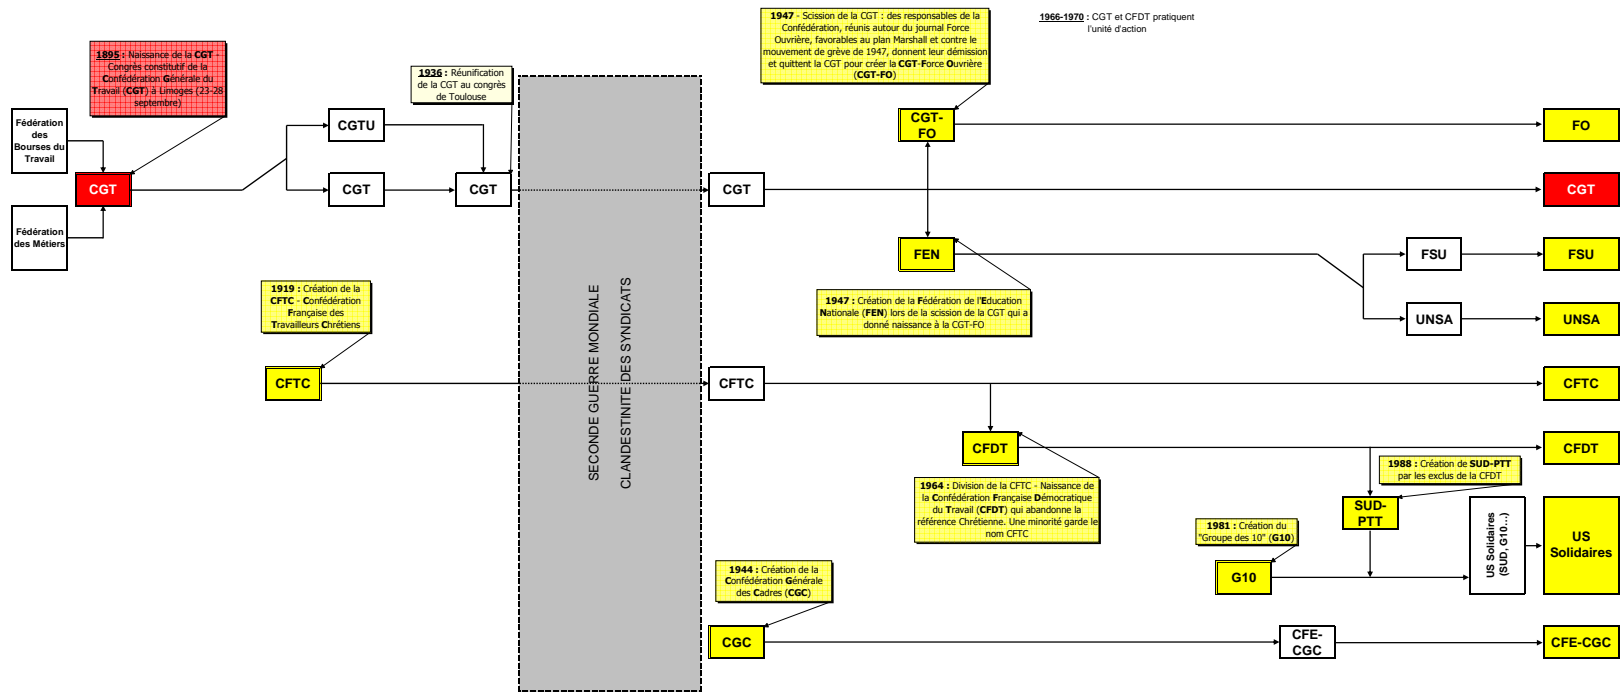 1947 - Scission de la CGT : des responsables de la
Confédération, réunis autour du journal Force
Ouvrière, favorables au plan Marshall et contre le
mouvement de grève de 1947, donnent leur démission
et quittent la CGT pour créer la CGT-Force Ouvrière
(CGT-FO)
1966-1970 : CGT et CFDT pratiquent
l'unité d'action
1895 : Naissance de la CGT -
Congrès constitutif de la
Confédération Générale du
Travail (CGT) à Limoges (23-28
septembre)
1936 : Réunification
de la CGT au congrès
de Toulouse
Fédération
des
Bourses du
Travail
CGTU
CGT-
FO
FO
CGT
CGT
CGT
CGT
CGT
Fédération
des Métiers
FEN
FSU
FSU
1919 : Création de la
CFTC - Confédération
Française des
Travailleurs Chrétiens
SECONDE GUERRE MONDIALE
CLANDESTINITE DES SYNDICATS
1947 : Création de la Fédération de l'Education
Nationale (FEN) lors de la scission de la CGT qui a
donné naissance à la CGT-FO
UNSA
UNSA
CFTC
CFTC
CFTC
CFDT
CFDT
1988 : Création de SUD-PTT
par les exclus de la CFDT
1964 : Division de la CFTC - Naissance de
la Confédération Française Démocratique
du Travail (CFDT) qui abandonne la
référence Chrétienne. Une minorité garde le
nom CFTC
SUD-
PTT
1981 : Création du
"Groupe des 10" (G10)
US Solidaires
(SUD, G10...)
US
Solidaires
1944 : Création de la
Confédération Générale
des Cadres (CGC)
G10
CGC
CFE-
CGC
CFE-CGC